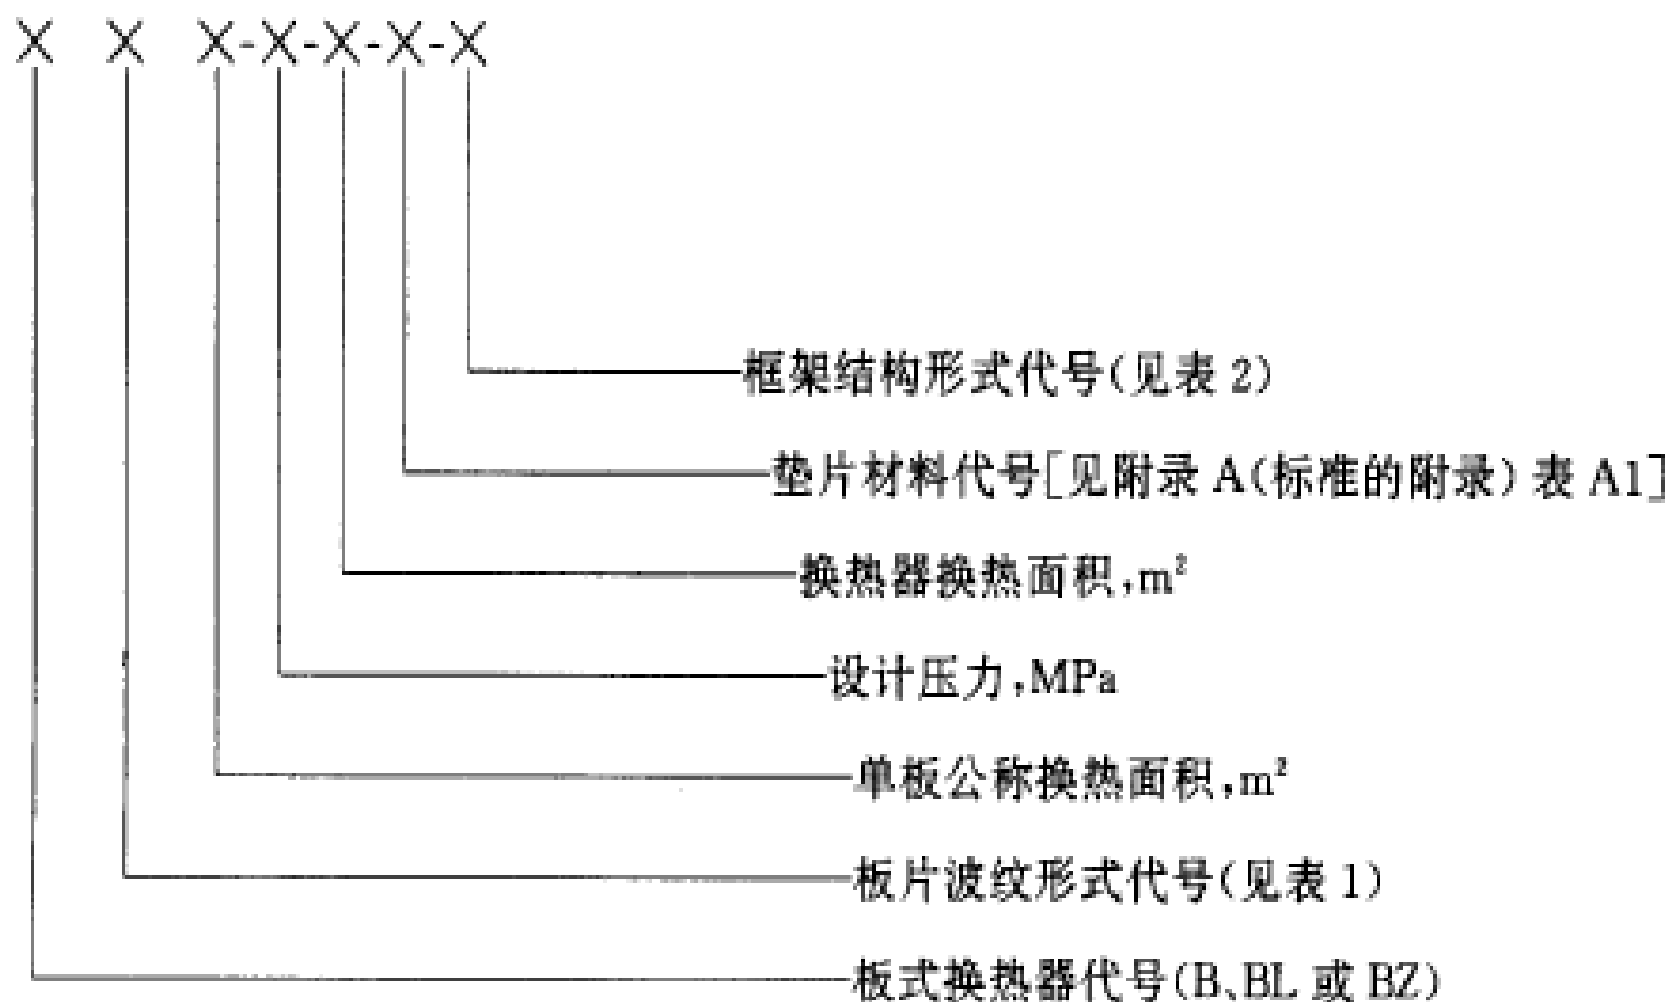 X X X-X-X-X-X
框架结构形式代号(见表 2)
垫片材料代号[见附录 A(标准的附录) 表 A1]
换热器换热面积,m²
设计压力,MPa
单板公称换热面积,m²
板片波纹形式代号(见表 1)
板式换热器代号(B、BL 或 BZ)